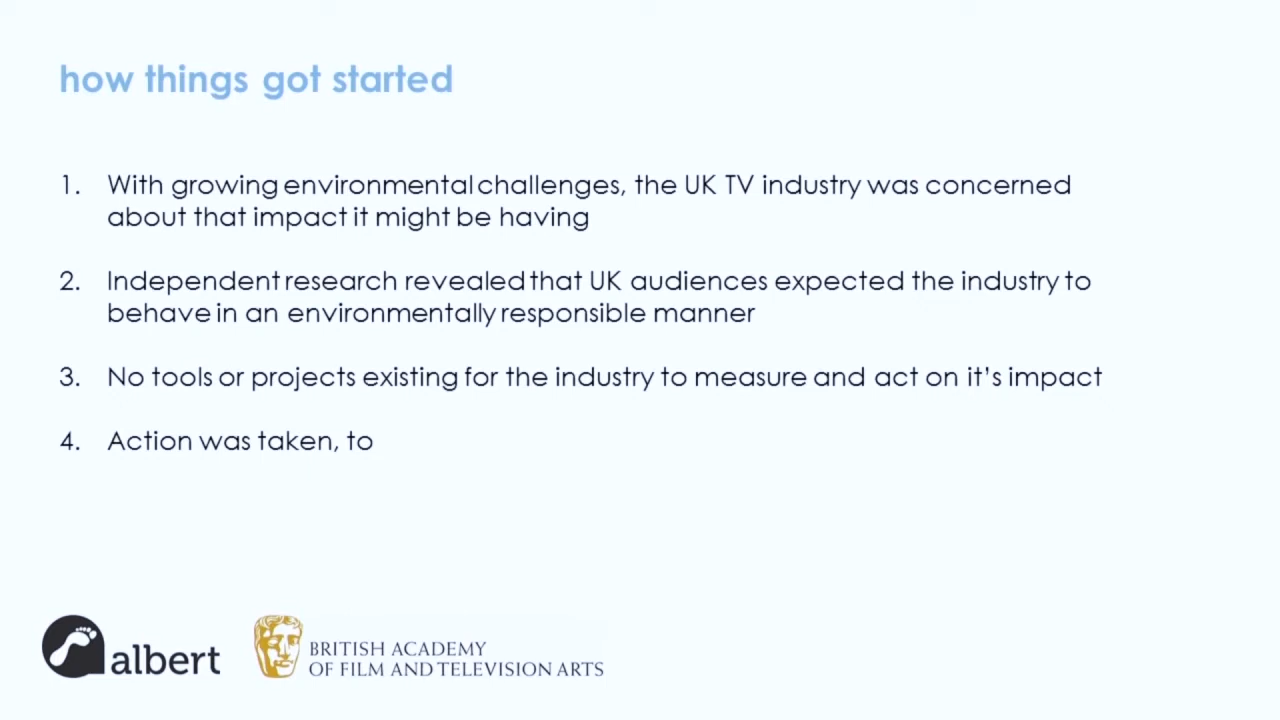 how things got started
1. With growing environmental challenges, the UK TV industry was concerned
about that impact it might be having
2. Independent research revealed that UK audiences expected the industry to
behave in an environmentally responsible manner
3. No tools or projects existing for the industry to measure and act on it's impact
4. Action was taken, to
albert
BRITISH ACADEMY
OF FILM AND TELEVISION ARTS